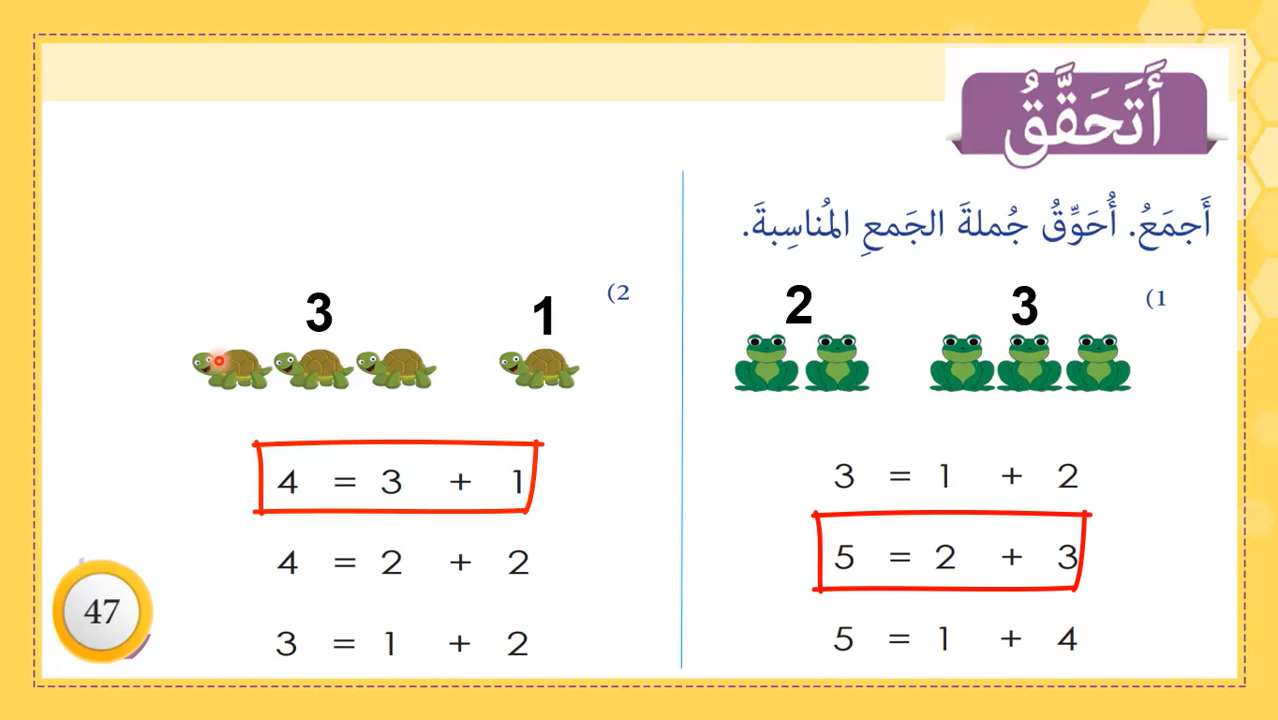 أَتَحَقَّقُ
أَجمَعُ. أُحَوِّقُ جُملةَ الجَمعِ المُناسِبةَ.
(1
3 2
2 + 1 = 3
3 + 2 = 5
4 + 1 = 5
(2
1 3
1 + 3 = 4
2 + 2 = 4
2 + 1 = 3
47